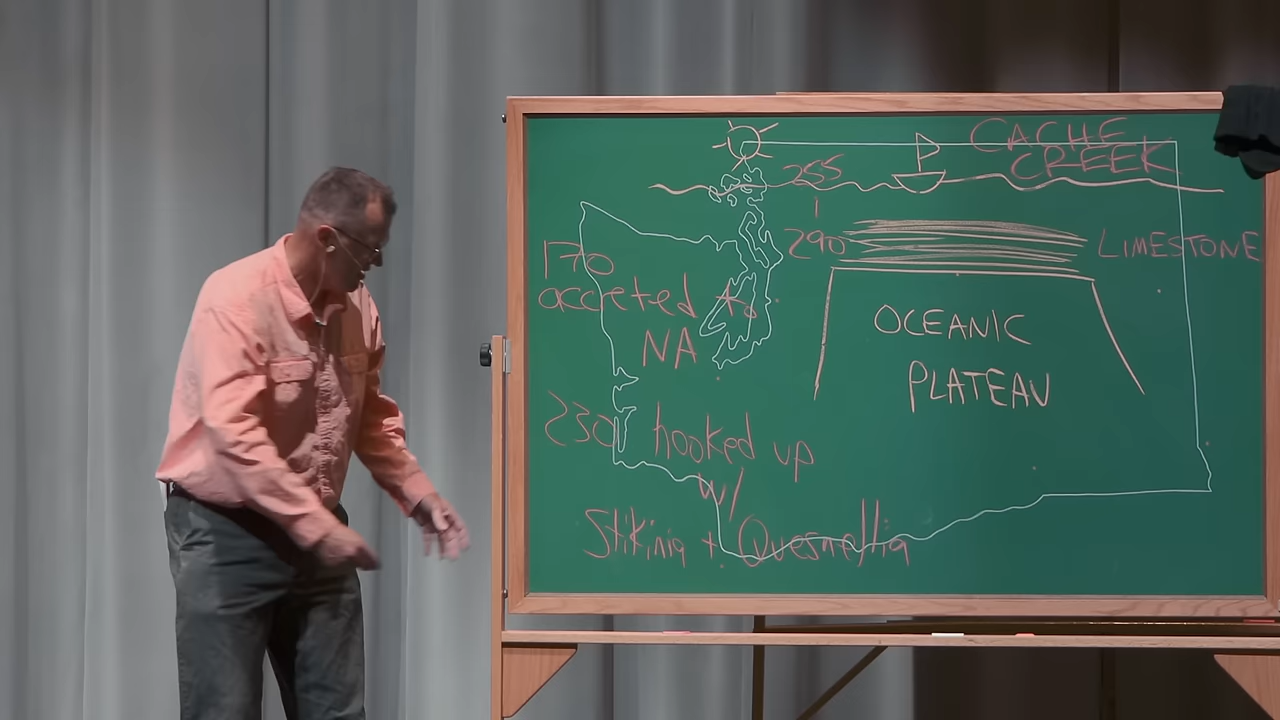 CACHE
CREEK
255
290
LIMESTONE
170
accreted to
NA
OCEANIC
PLATEAU
230 hooked up
w/
Stikinia + Quesnellia